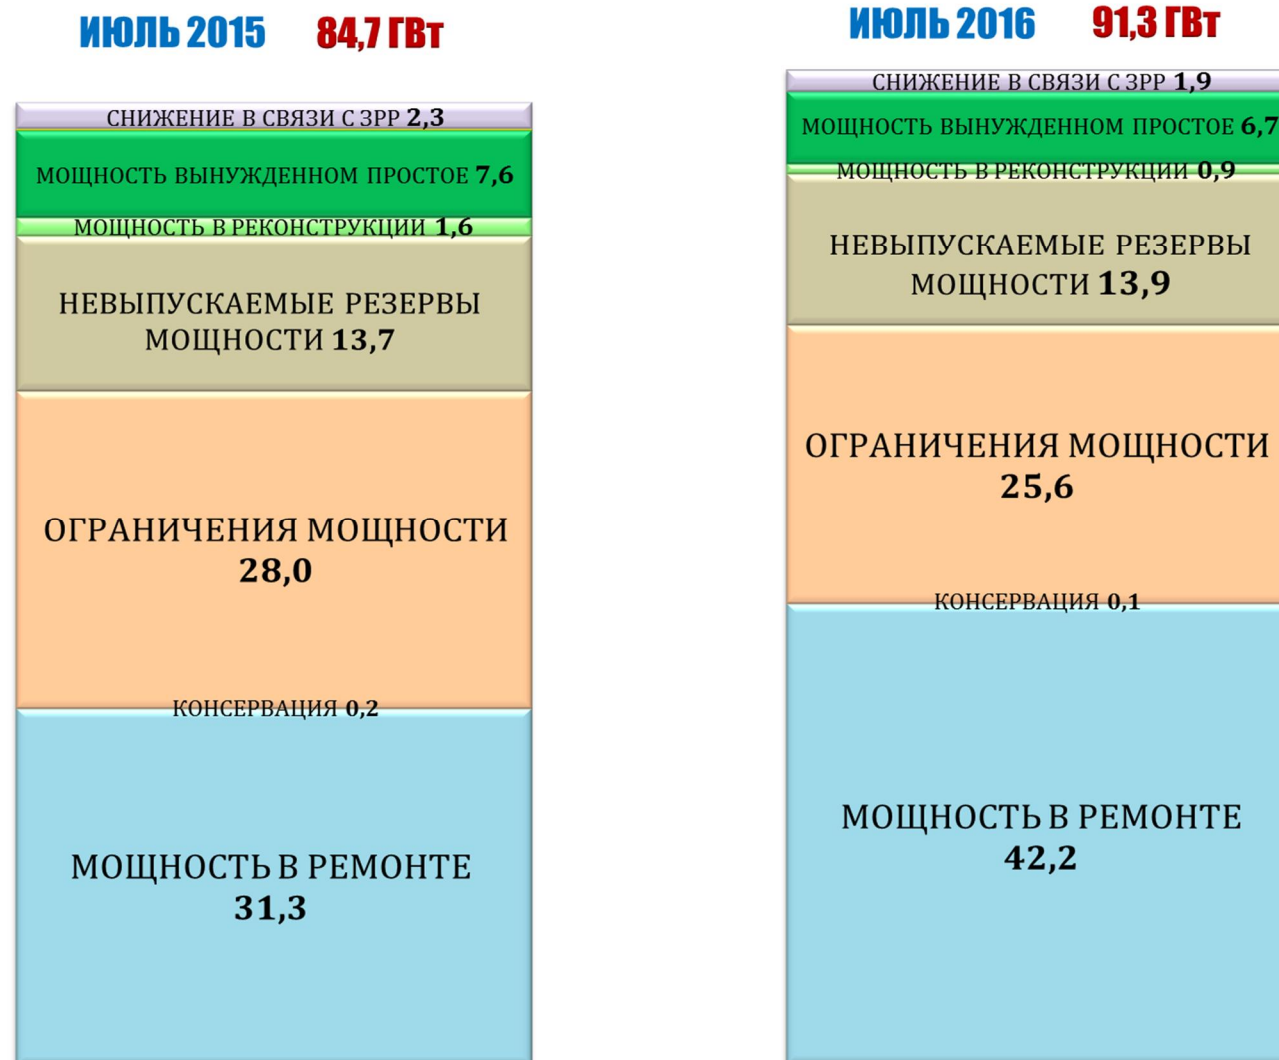 ИЮЛЬ 2015 84,7 ГВт
СНИЖЕНИЕ В СВЯЗИ С ЗРР 2,3
МОЩНОСТЬ ВЫНУЖДЕННОМ ПРОСТОЕ 7,6
МОЩНОСТЬ В РЕКОНСТРУКЦИИ 1,6
НЕВЫПУСКАЕМЫЕ РЕЗЕРВЫ
МОЩНОСТИ 13,7
ОГРАНИЧЕНИЯ МОЩНОСТИ
28,0
КОНСЕРВАЦИЯ 0,2
МОЩНОСТЬ В РЕМОНТЕ
31,3
ИЮЛЬ 2016 91,3 ГВт
СНИЖЕНИЕ В СВЯЗИ С ЗРР 1,9
МОЩНОСТЬ ВЫНУЖДЕННОМ ПРОСТОЕ 6,7
МОЩНОСТЬ В РЕКОНСТРУКЦИИ 0,9
НЕВЫПУСКАЕМЫЕ РЕЗЕРВЫ
МОЩНОСТИ 13,9
ОГРАНИЧЕНИЯ МОЩНОСТИ
25,6
КОНСЕРВАЦИЯ 0,1
МОЩНОСТЬ В РЕМОНТЕ
42,2